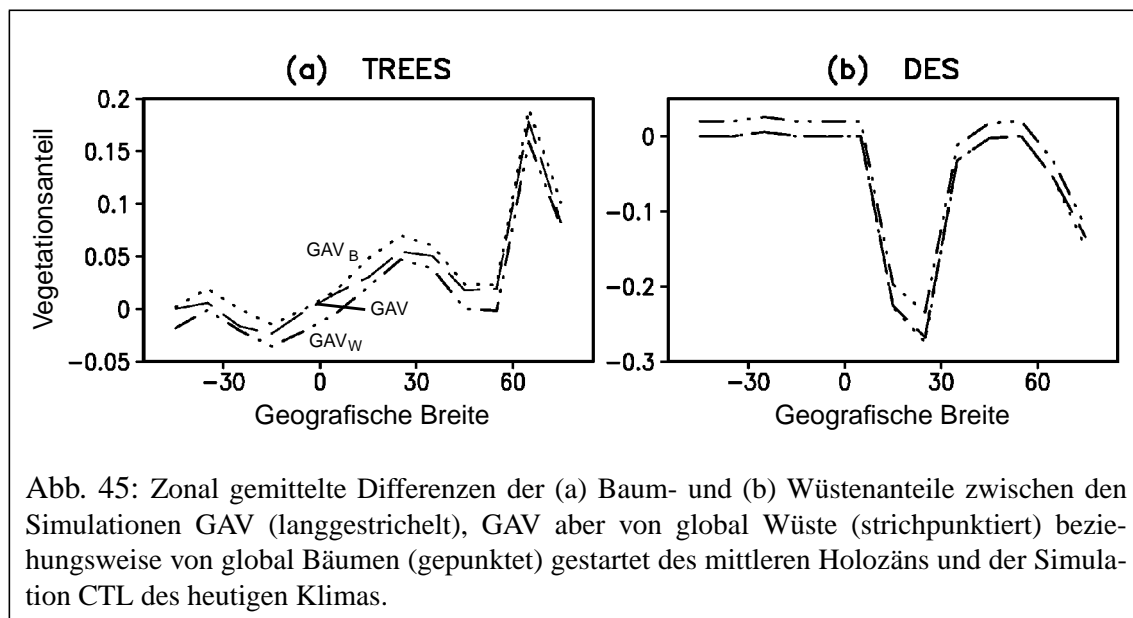 (a) TREES
(b) DES
Vegetationsanteil
0.2
0.15
0.1
0.05
0
−0.05
GAV B
GAV
GAV W
−30
0
30
60
Geografische Breite
0
−0.1
−0.2
−0.3
−30
0
30
60
Geografische Breite
Abb. 45: Zonal gemittelte Differenzen der (a) Baum- und (b) Wüstenanteile zwischen den
Simulationen GAV (langgestrichelt), GAV aber von global Wüste (strichpunktiert) bezie-
hungsweise von global Bäumen (gepunktet) gestartet des mittleren Holozäns und der Simula-
tion CTL des heutigen Klimas.